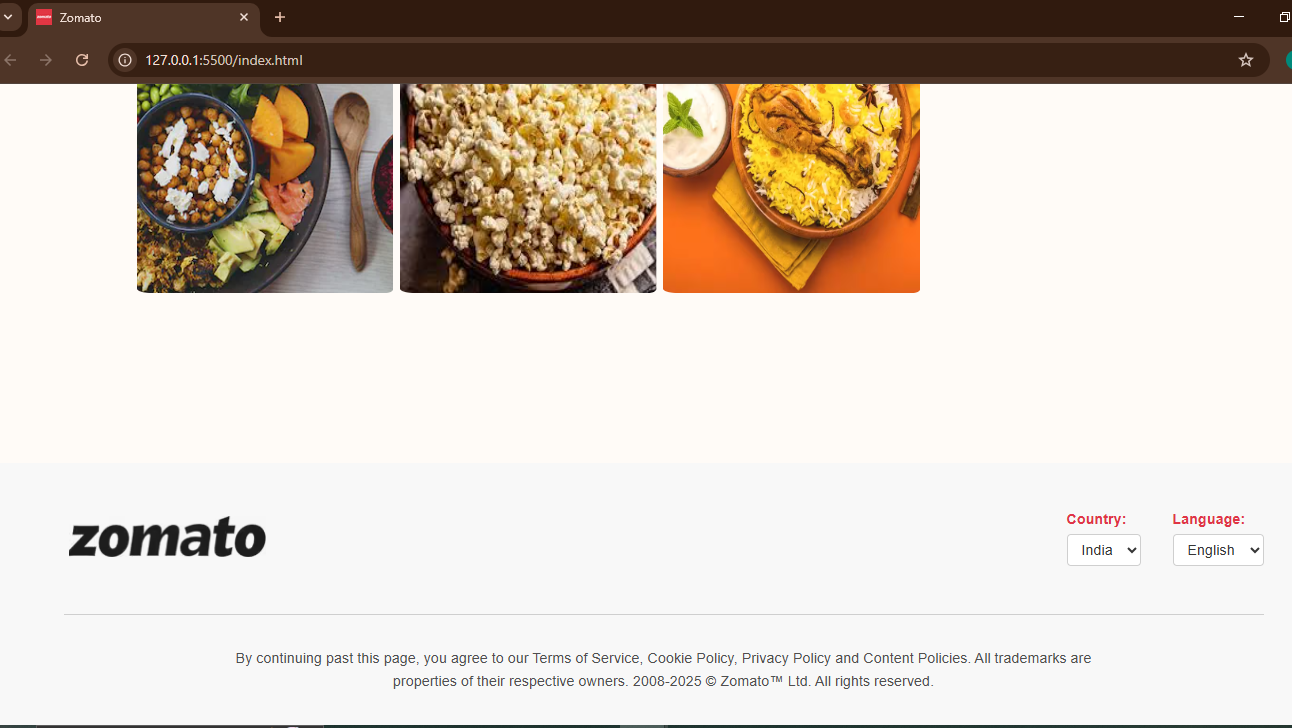 Zomato
127.0.0.1:5500/index.html
zomato
Country:
Language:
India
English
By continuing past this page, you agree to our Terms of Service, Cookie Policy, Privacy Policy and Content Policies. All trademarks are
properties of their respective owners. 2008-2025 © Zomato™ Ltd. All rights reserved.